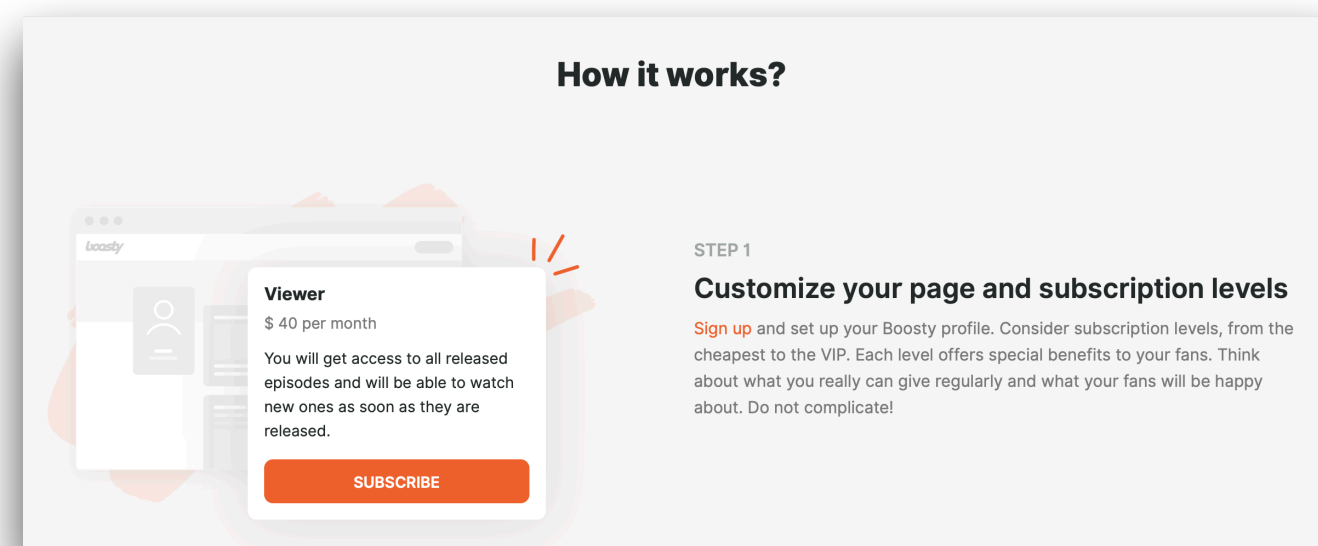 How it works?
boosty
Viewer
$ 40 per month
You will get access to all released
episodes and will be able to watch
new ones as soon as they are
released.
SUBSCRIBE
STEP 1
Customize your page and subscription levels
Sign up and set up your Boosty profile. Consider subscription levels, from the
cheapest to the VIP. Each level offers special benefits to your fans. Think
about what you really can give regularly and what your fans will be happy
about. Do not complicate!